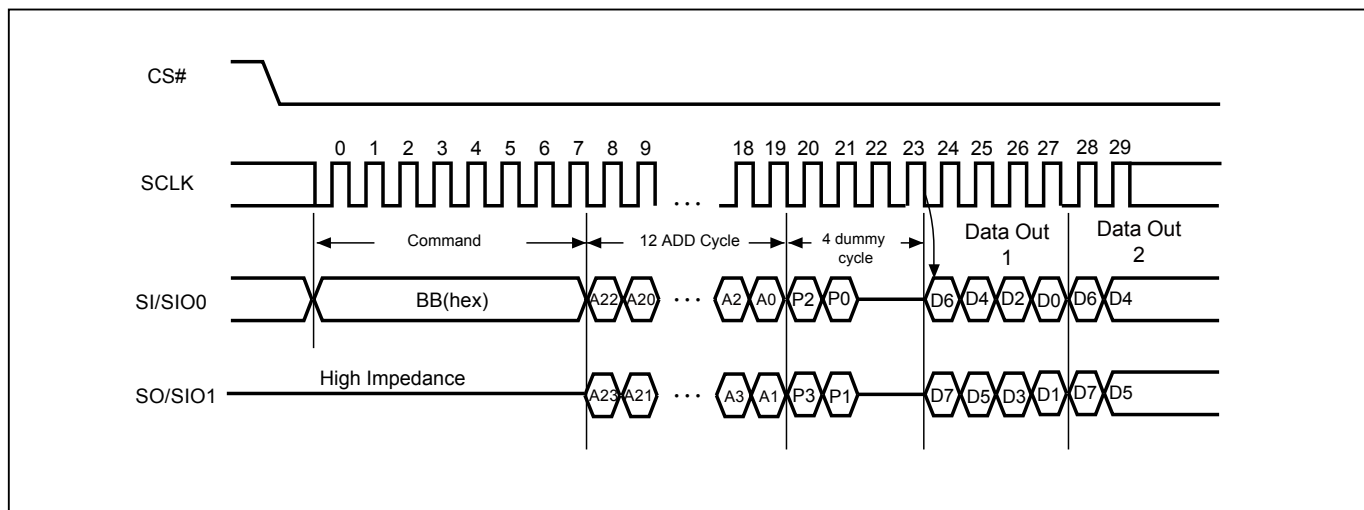 CS#
0 1 2 3 4 5 6 7 8 9 18 19 20 21 22 23 24 25 26 27 28 29
SCLK
...
Command
12 ADD Cycle
4 dummy
cycle
Data Out
1
Data Out
2
SI/SIO0
BB(hex)
A22 A20 ... A2 A0 P2 P0 D6 D4 D2 D0 D6 D4
High Impedance
SO/SIO1
A23 A21 ... A3 A1 P3 P1 D7 D5 D3 D1 D7 D5